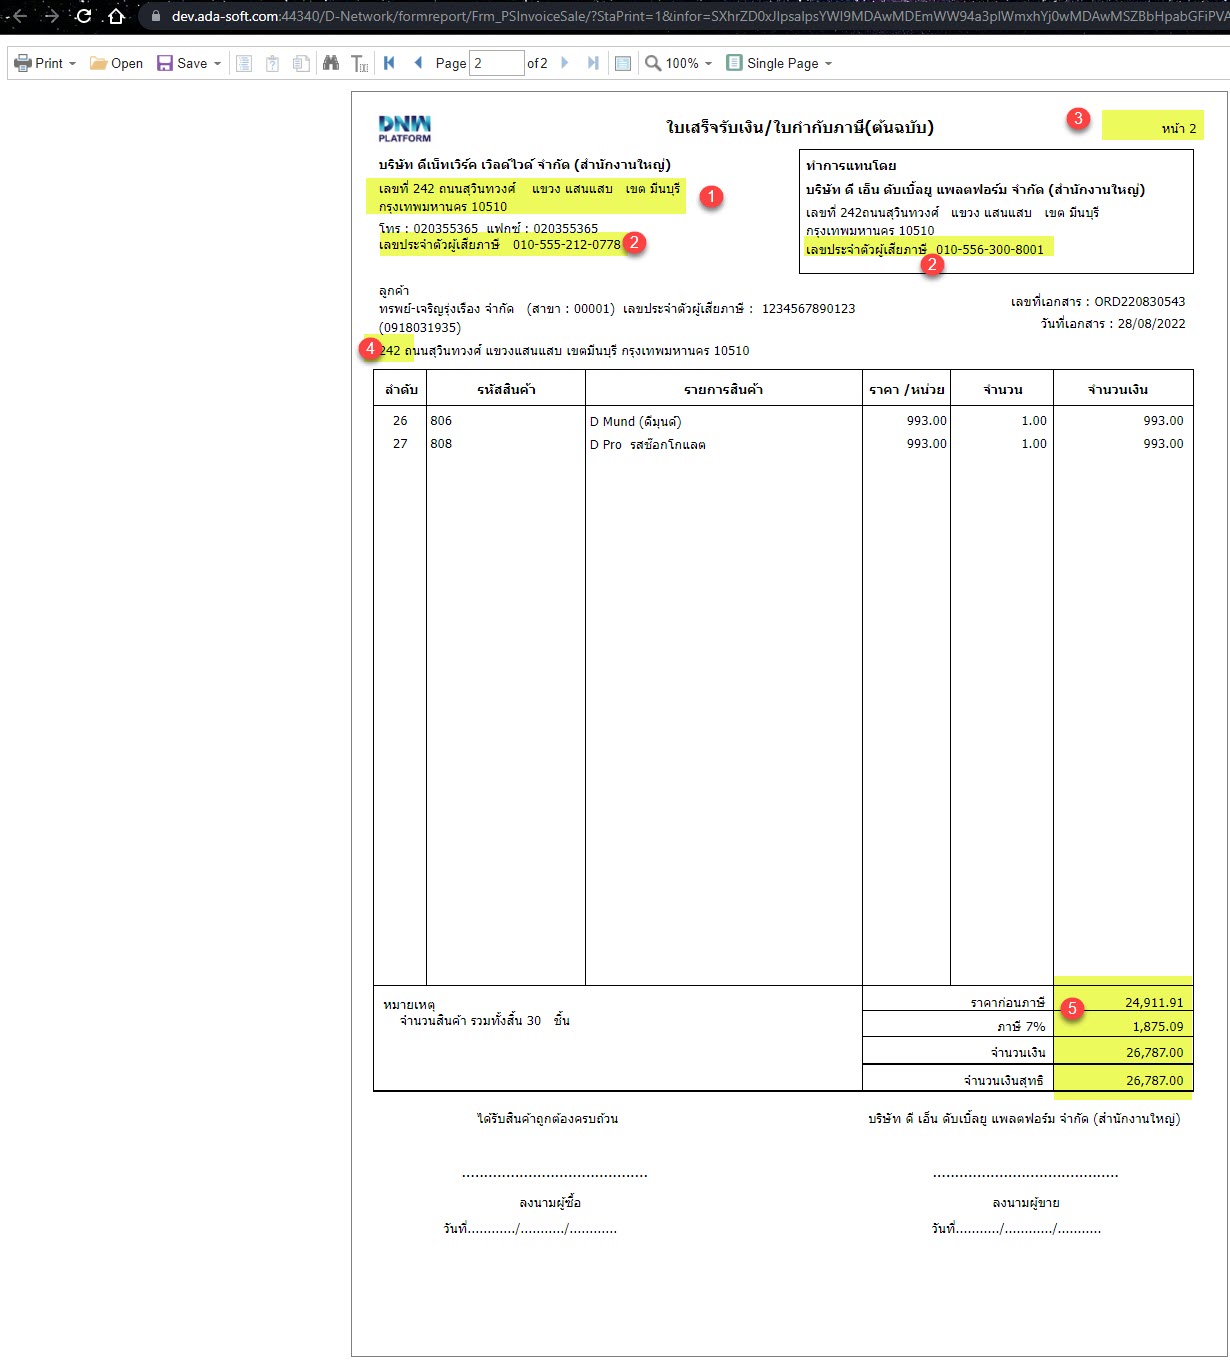 dev.ada-soft.com:44340/D-Network/formreport/Frm_PSInvoiceSale/?StaPrint=1&infor=
Print Open Save Page 2 of 2 100% Single Page
DNW
PLATFORM
ใบเสร็จรับเงิน/ใบกำกับภาษี(ต้นฉบับ)
3
หน้า 2
บริษัท ดีเน็ทเวิร์ค เวิลด์ไวด์ จำกัด (สำนักงานใหญ่)
เลขที่ 242 ถนนสุวินทวงศ์ แขวง แสนแสบ เขต มีนบุรี
กรุงเทพมหานคร 10510
1
โทร : 020355365 แฟกซ์ : 020355365
เลขประจำตัวผู้เสียภาษี 010-555-212-0778
2
ทำการแทนโดย
บริษัท ดี เอ็น ดับเบิ้ลยู แพลตฟอร์ม จำกัด (สำนักงานใหญ่)
เลขที่ 242ถนนสุวินทวงศ์ แขวง แสนแสบ เขต มีนบุรี
กรุงเทพมหานคร 10510
เลขประจำตัวผู้เสียภาษี 010-556-300-8001
2
ลูกค้า
ทรัพย์-เจริญรุ่งเรือง จำกัด (สาขา : 00001) เลขประจำตัวผู้เสียภาษี : 1234567890123
(0918031935)
4
242 ถนนสุวินทวงศ์ แขวงแสนแสบ เขตมีนบุรี กรุงเทพมหานคร 10510
เลขที่เอกสาร : ORD220830543
วันที่เอกสาร : 28/08/2022
ลำดับ รหัสสินค้า รายการสินค้า ราคา /หน่วย จำนวน จำนวนเงิน
26 806 D Mund (ดีมุนด์) 993.00 1.00 993.00
27 808 D Pro รสช๊อกโกแลต 993.00 1.00 993.00
หมายเหตุ
จำนวนสินค้า รวมทั้งสิ้น 30 ชิ้น
5
ราคาก่อนภาษี 24,911.91
ภาษี 7% 1,875.09
จำนวนเงิน 26,787.00
จำนวนเงินสุทธิ 26,787.00
ได้รับสินค้าถูกต้องครบถ้วน
บริษัท ดี เอ็น ดับเบิ้ลยู แพลตฟอร์ม จำกัด (สำนักงานใหญ่)
........................................... ...........................................
ลงนามผู้ซื้อ ลงนามผู้ขาย
วันที่.........../.........../........... วันที่.........../.........../...........